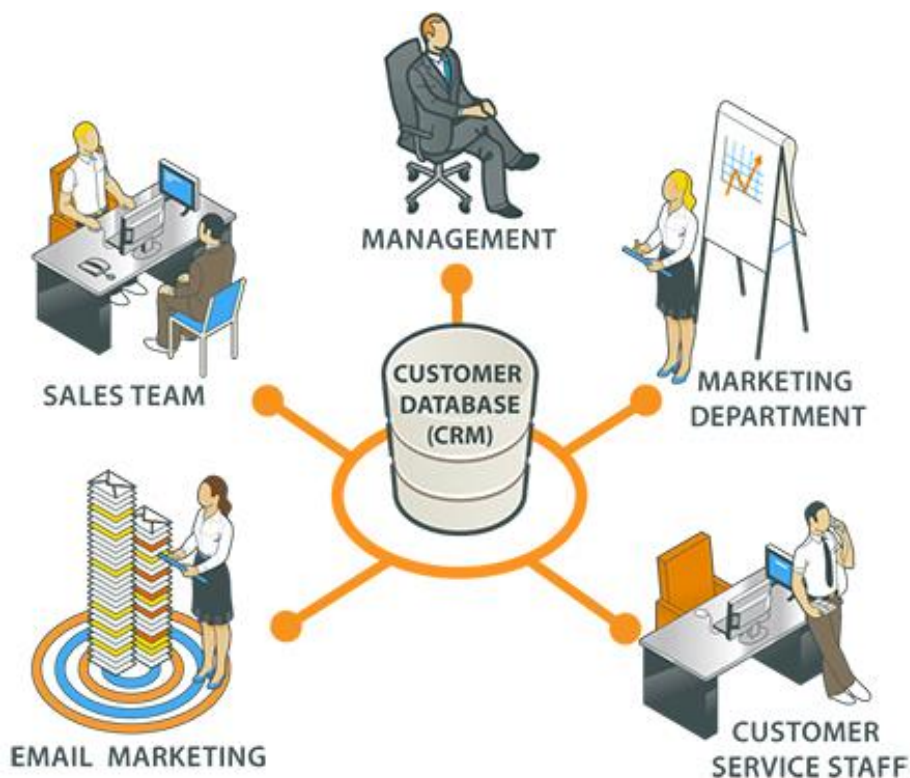 MANAGEMENT
SALES TEAM
CUSTOMER
DATABASE
(CRM)
MARKETING
DEPARTMENT
EMAIL MARKETING
CUSTOMER
SERVICE STAFF